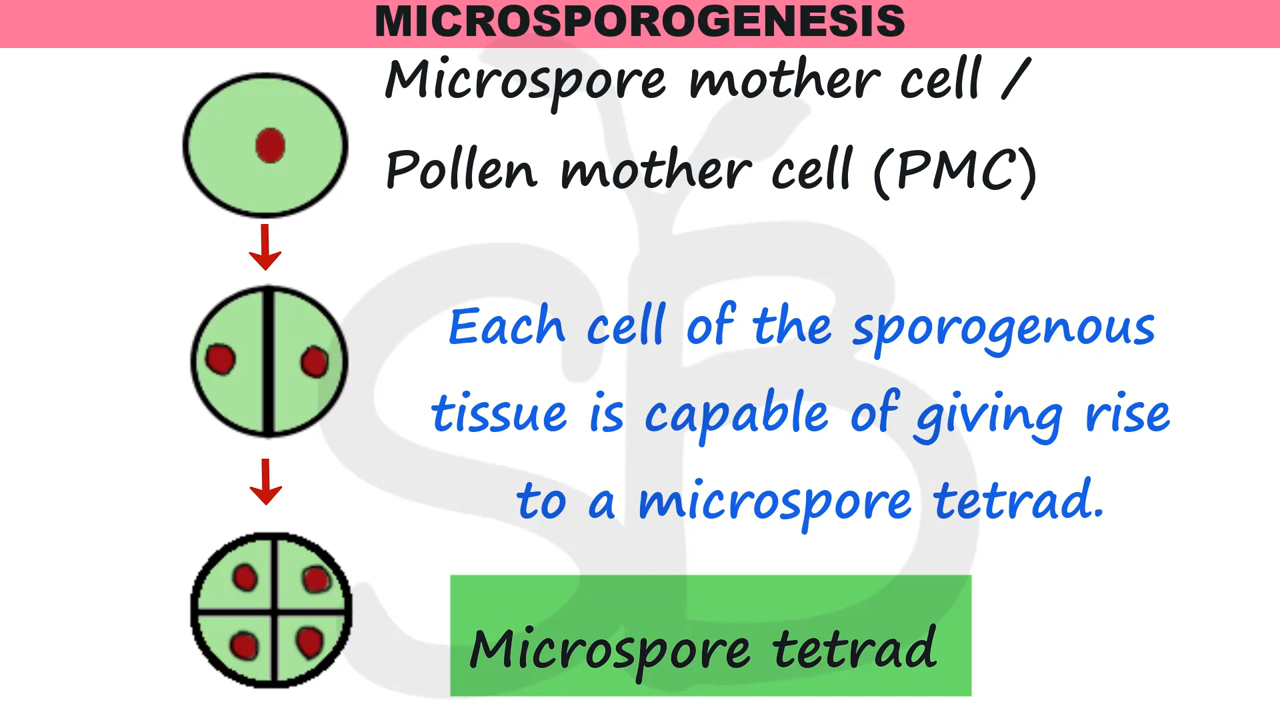 MICROSPOROGENESIS
Microspore mother cell /
Pollen mother cell (PMC)
Each cell of the sporogenous
tissue is capable of giving rise
to a microspore tetrad.
Microspore tetrad
SB